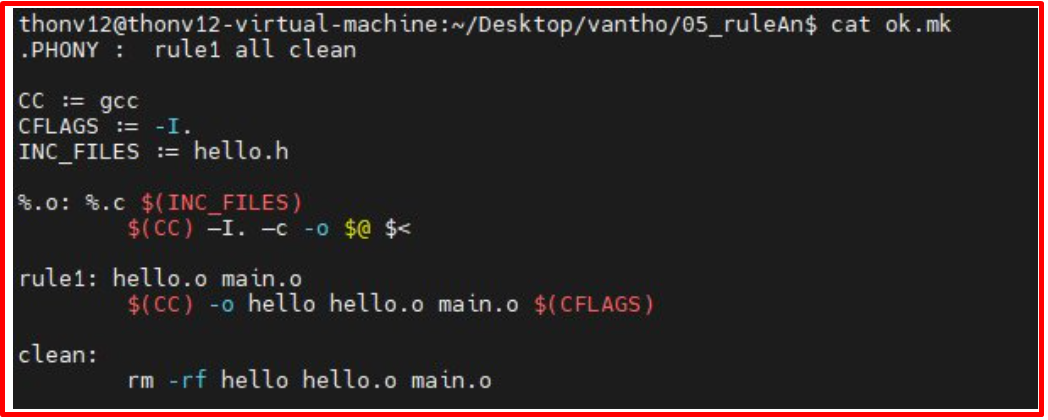 thonv12@thonv12-virtual-machine:~/Desktop/vantho/05_ruleAn$ cat ok.mk
.PHONY :  rule1 all clean
CC := gcc
CFLAGS := -I.
INC_FILES := hello.h
%.o: %.c $(INC_FILES)
$(CC) –I. –c -o $@ $<
rule1: hello.o main.o
$(CC) -o hello hello.o main.o $(CFLAGS)
clean:
rm -rf hello hello.o main.o